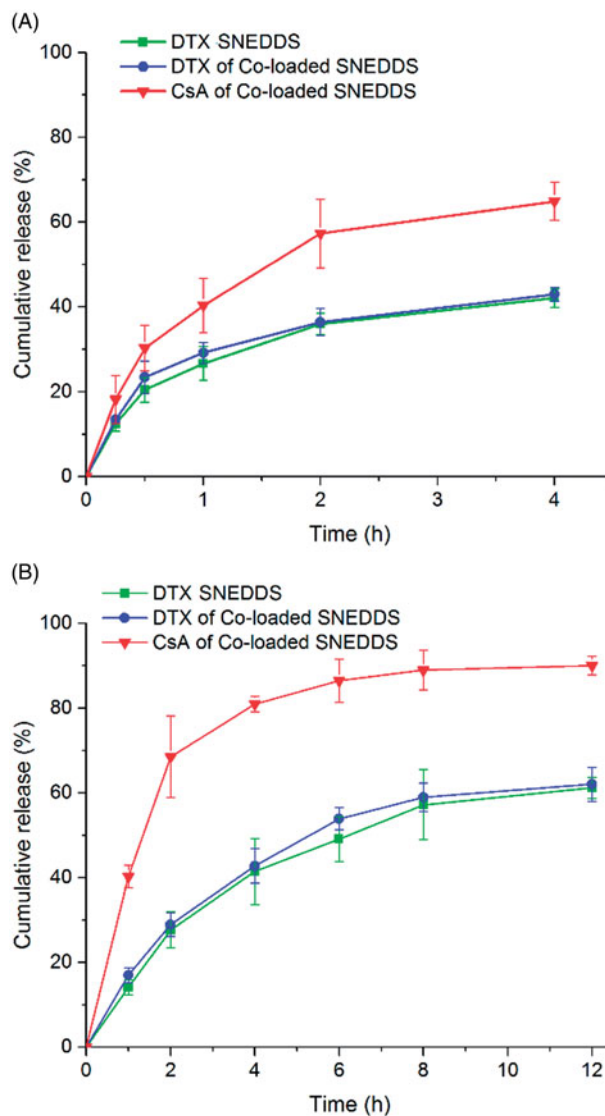 (A)
DTX SNEDDS
DTX of Co-loaded SNEDDS
CsA of Co-loaded SNEDDS
100
80
60
40
20
0
Cumulative release (%)
0 1 2 3 4
Time (h)
(B)
DTX SNEDDS
DTX of Co-loaded SNEDDS
CsA of Co-loaded SNEDDS
100
80
60
40
20
0
Cumulative release (%)
0 2 4 6 8 10 12
Time (h)